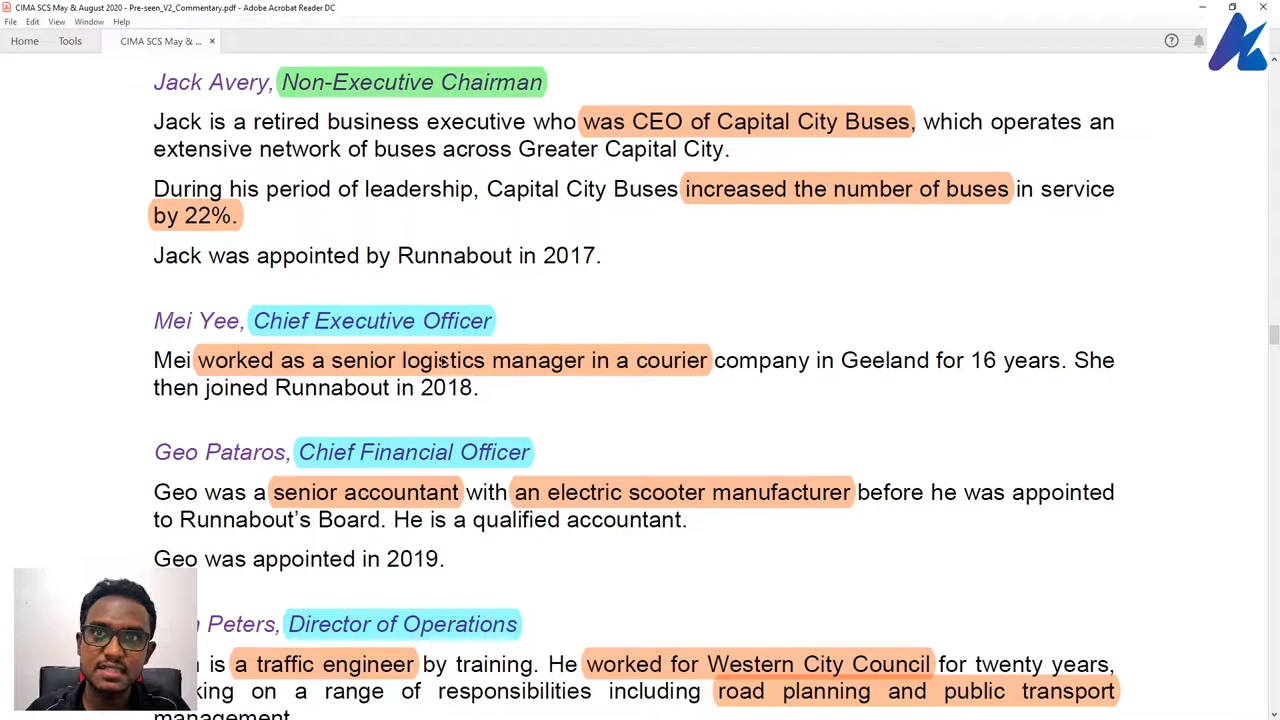 CIMA SCS May & August 2020 - Pre-seen_V2_Commentary.pdf - Adobe Acrobat Reader DC
File Edit View Window Help
Home Tools CIMA SCS May & ... ×
Jack Avery, Non-Executive Chairman
Jack is a retired business executive who was CEO of Capital City Buses, which operates an
extensive network of buses across Greater Capital City.
During his period of leadership, Capital City Buses increased the number of buses in service
by 22%.
Jack was appointed by Runnabout in 2017.
Mei Yee, Chief Executive Officer
Mei worked as a senior logistics manager in a courier company in Geeland for 16 years. She
then joined Runnabout in 2018.
Geo Pataros, Chief Financial Officer
Geo was a senior accountant with an electric scooter manufacturer before he was appointed
to Runnabout's Board. He is a qualified accountant.
Geo was appointed in 2019.
Peters, Director of Operations
is a traffic engineer by training. He worked for Western City Council for twenty years,
on a range of responsibilities including road planning and public transport
management.